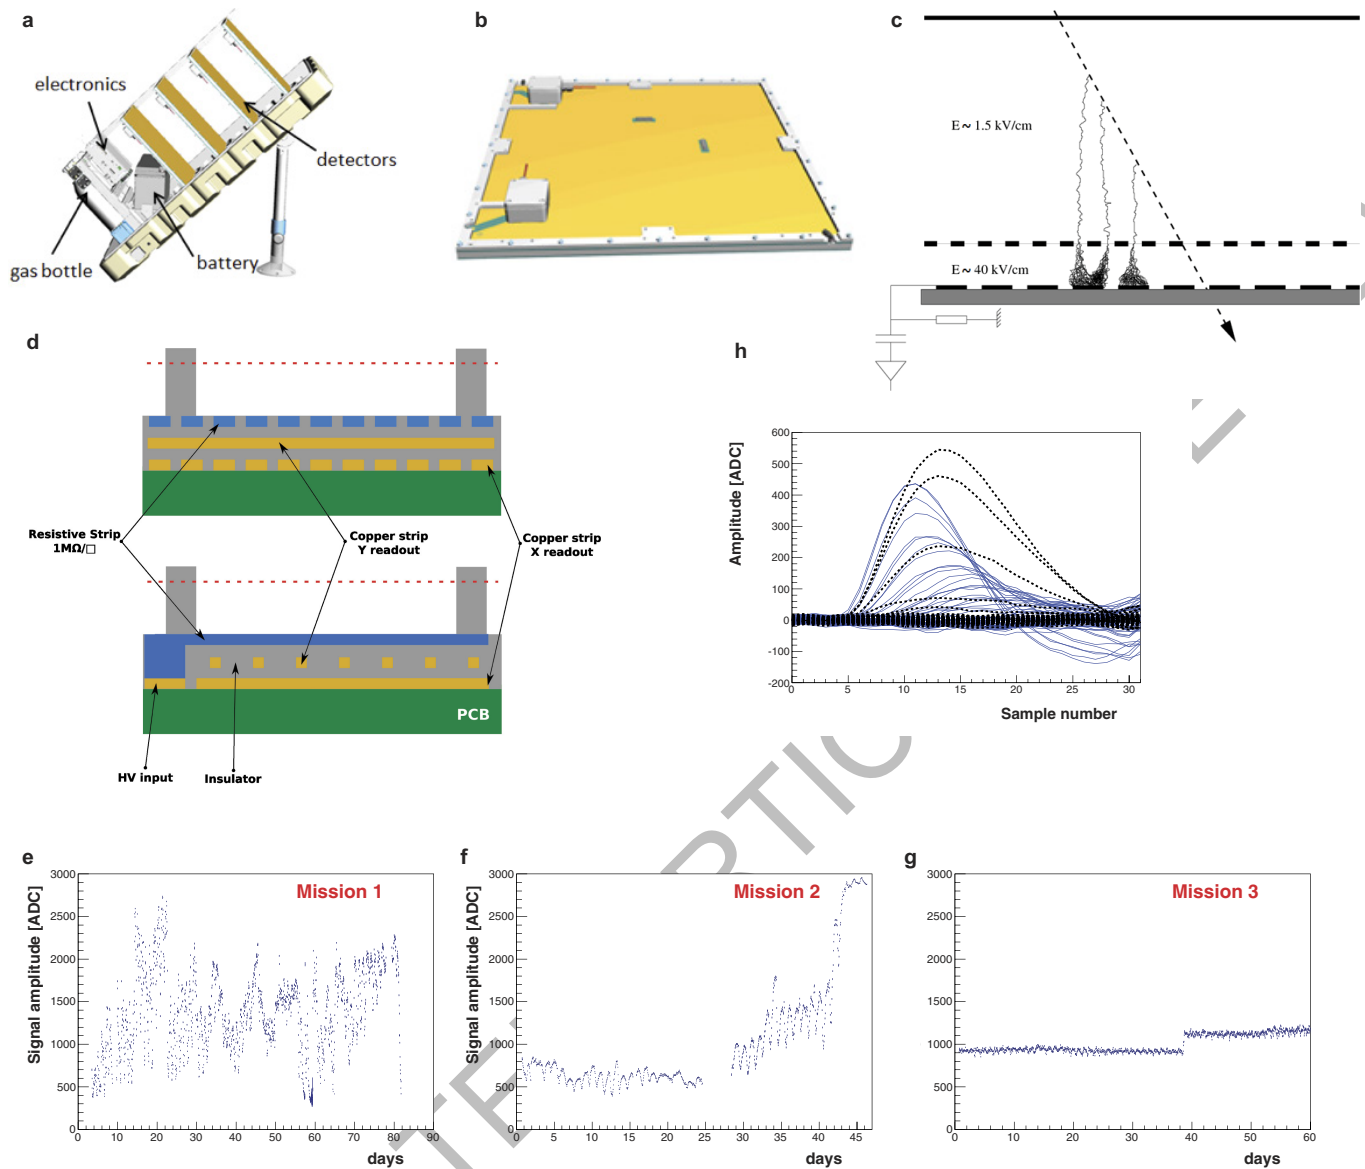 a
electronics
detectors
gas bottle
battery
b
c
E ~ 1.5 kV/cm
E ~ 40 kV/cm
d
Resistive Strip
1MΩ/□
Copper strip
Y readout
Copper strip
X readout
PCB
HV input
Insulator
h
Amplitude [ADC]
600
500
400
300
200
100
0
-100
-200
0 5 10 15 20 25 30
Sample number
e
Mission 1
Signal amplitude [ADC]
3000
2500
2000
1500
1000
500
0
0 10 20 30 40 50 60 70 80 90
days
f
Mission 2
Signal amplitude [ADC]
3000
2500
2000
1500
1000
500
0
0 5 10 15 20 25 30 35 40 45
days
g
Mission 3
3000
2500
2000
1500
1000
500
0
0 10 20 30 40 50 60
days